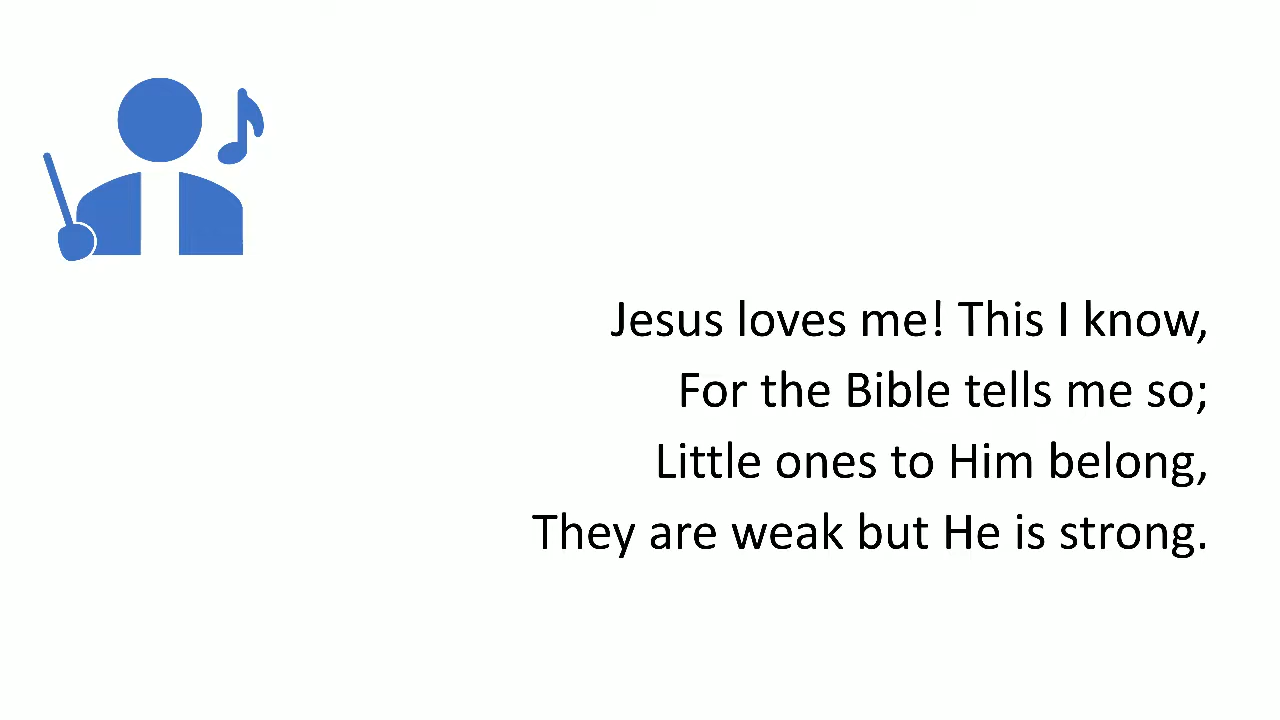 Jesus loves me! This I know,
For the Bible tells me so;
Little ones to Him belong,
They are weak but He is strong.